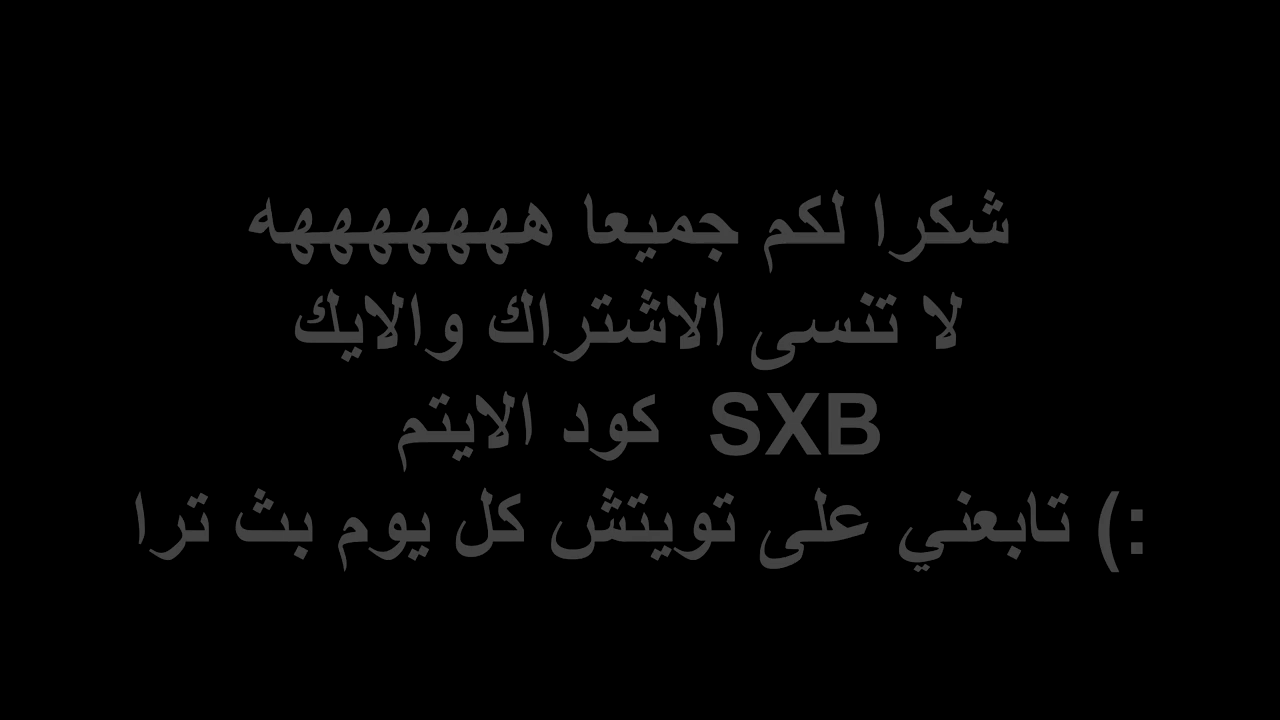 شكرا لكم جميعا هههههههه
لا تنسى الاشتراك والايك
SXB كود الايتم
:) تابعني على تويتش كل يوم بث ترا